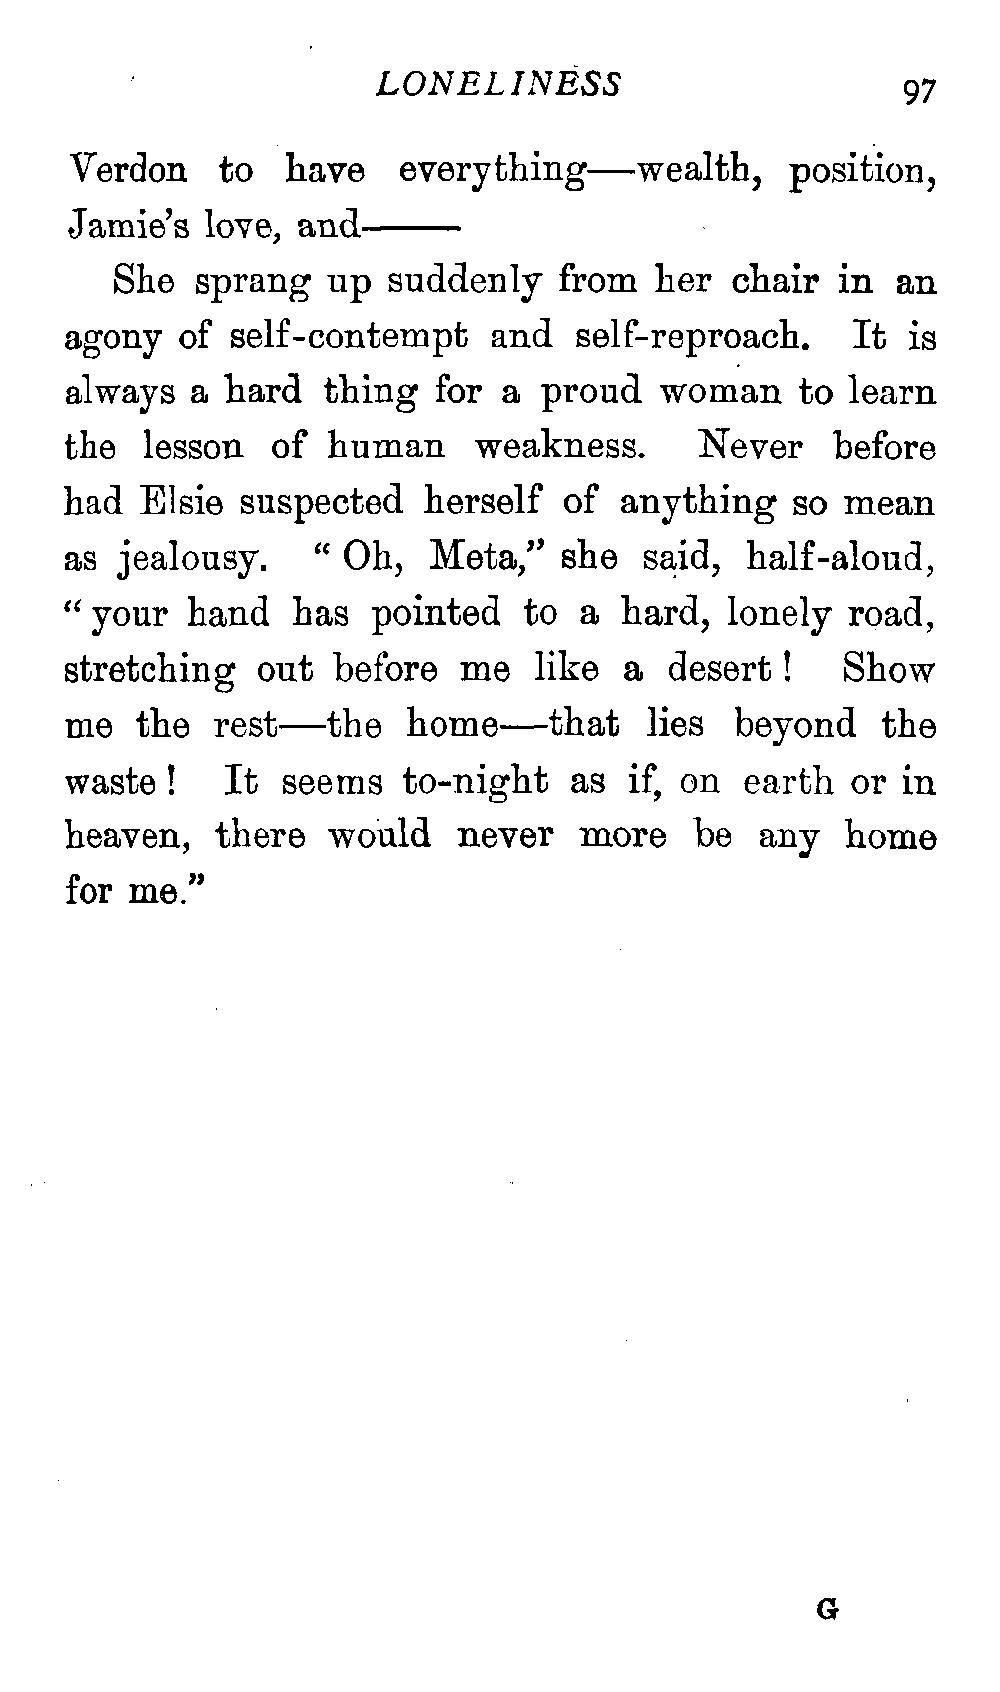 LONELINESS 97
Verdon to have everything—wealth, position,
Jamie's love, and——
She sprang up suddenly from her chair in an
agony of self-contempt and self-reproach. It is
always a hard thing for a proud woman to learn
the lesson of human weakness. Never before
had Elsie suspected herself of anything so mean
as jealousy. “ Oh, Meta,” she said, half-aloud,
“ your hand has pointed to a hard, lonely road,
stretching out before me like a desert ! Show
me the rest—the home—that lies beyond the
waste ! It seems to-night as if, on earth or in
heaven, there would never more be any home
for me.”
G